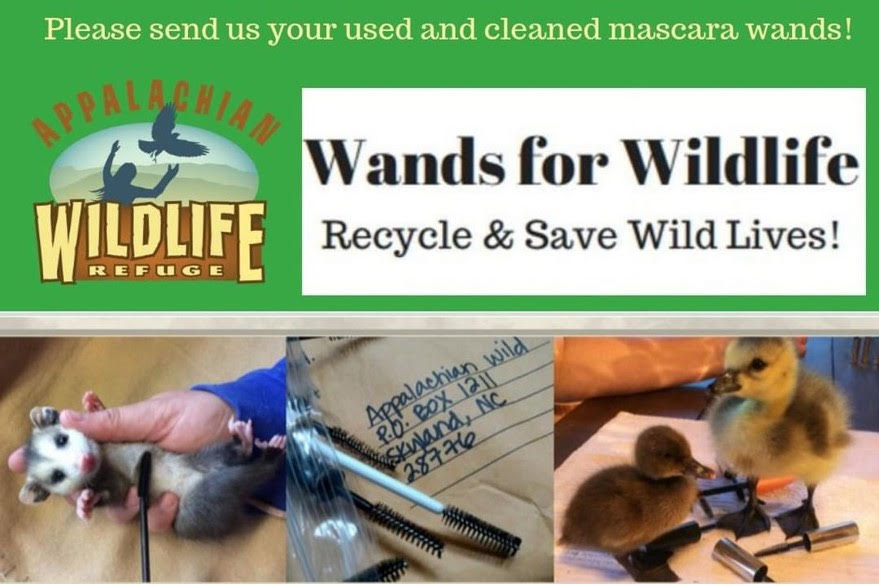 Please send us your used and cleaned mascara wands!
APPALACHIAN
WILDLIFE
REFUGE
Wands for Wildlife
Recycle & Save Wild Lives!
Appalachian Wild
P.O. Box 1211
Skyland, NC
28776